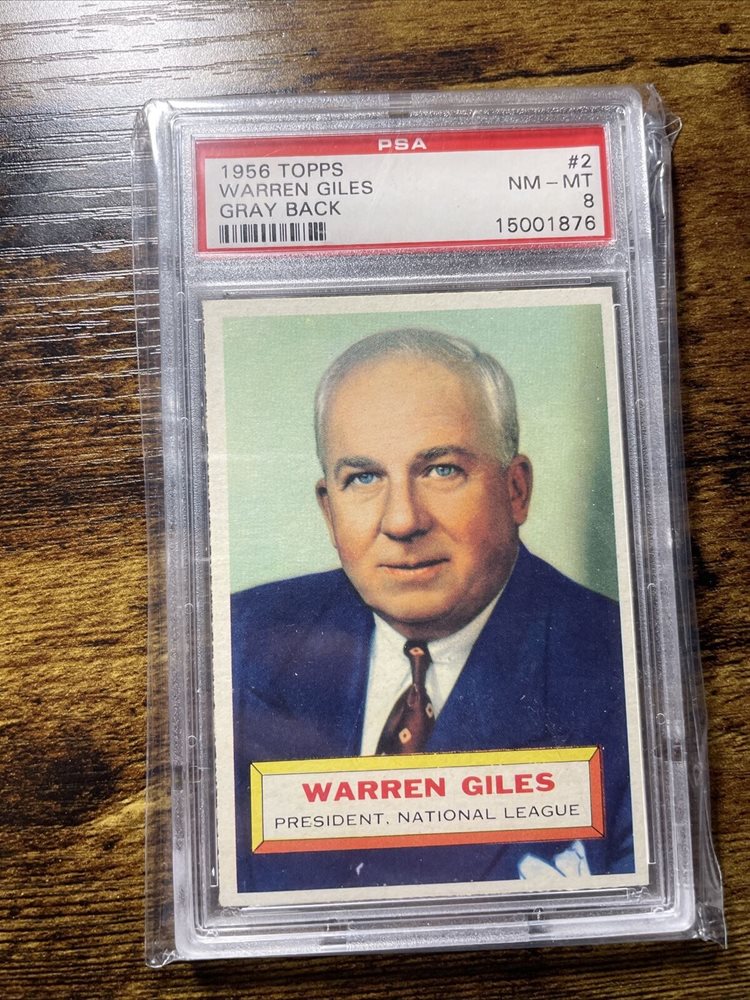 PSA
1956 TOPPS #2
WARREN GILES NM - MT
GRAY BACK 8
15001876
WARREN GILES
PRESIDENT, NATIONAL LEAGUE